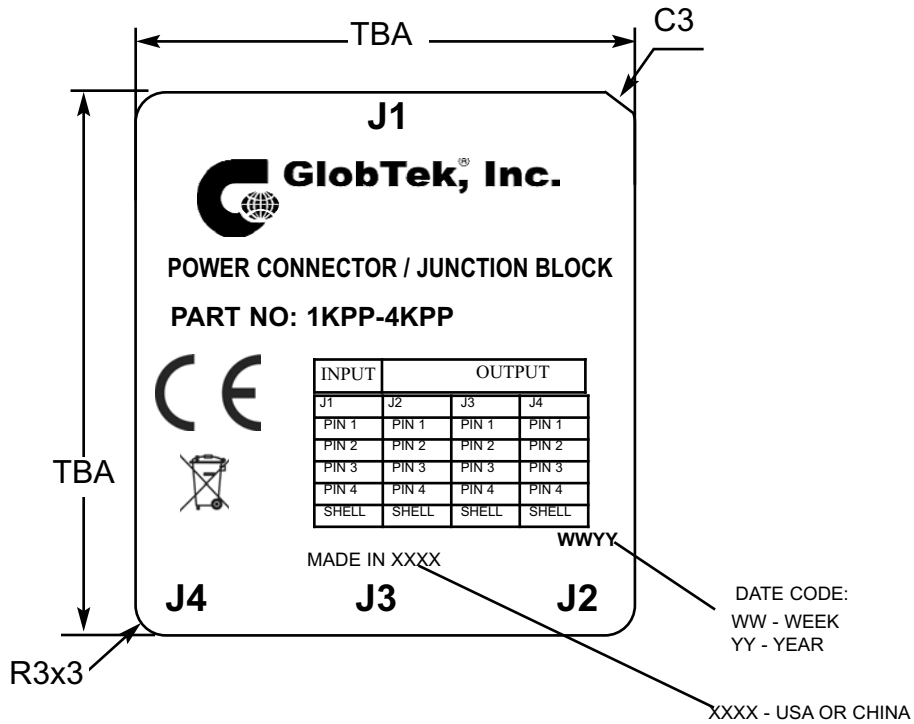 TBA
C3
J1
GlobTek,® Inc.
POWER CONNECTOR / JUNCTION BLOCK
PART NO: 1KPP-4KPP
CE
INPUT OUTPUT
J1 J2 J3 J4
PIN 1 PIN 1 PIN 1 PIN 1
PIN 2 PIN 2 PIN 2 PIN 2
PIN 3 PIN 3 PIN 3 PIN 3
PIN 4 PIN 4 PIN 4 PIN 4
SHELL SHELL SHELL SHELL
TBA
WWYY
MADE IN XXXX
J4 J3 J2
DATE CODE:
WW - WEEK
YY - YEAR
R3x3
XXXX - USA OR CHINA